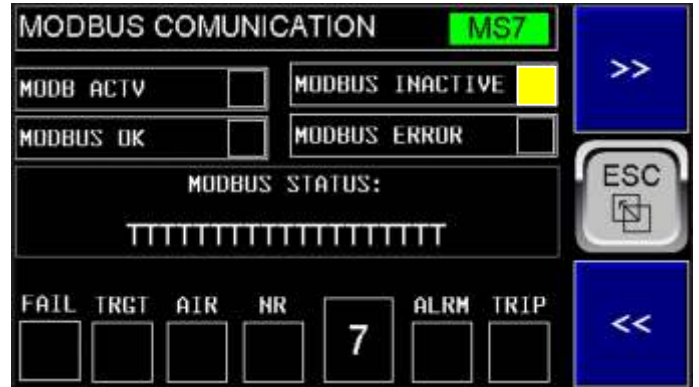 MODBUS COMUNICATION MS7
>>
MODB ACTV MODBUS INACTIVE
MODBUS OK MODBUS ERROR
ESC
MODBUS STATUS:
TTTTTTTTTTTTTTTTTTTT
FAIL TRGT AIR NR ALRM TRIP
7
<<